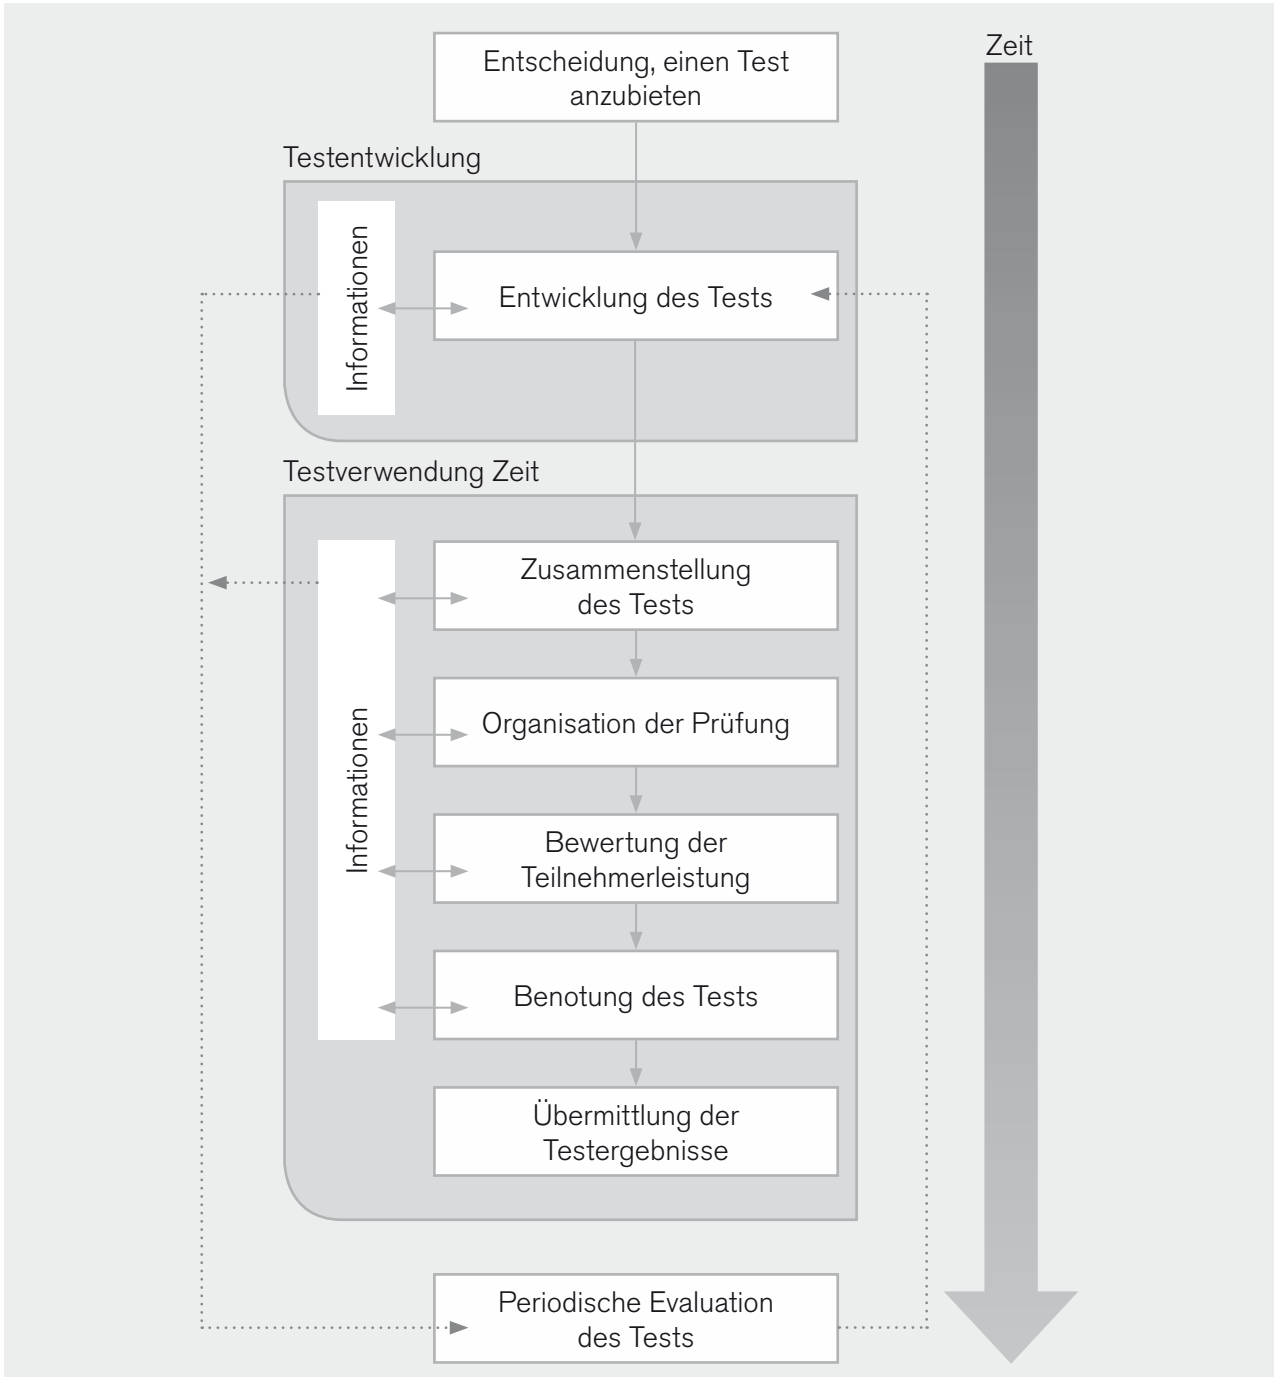 Entscheidung, einen Test
anzubieten
Zeit
Testentwicklung
Informationen
Entwicklung des Tests
Testverwendung Zeit
Informationen
Zusammenstellung
des Tests
Organisation der Prüfung
Bewertung der
Teilnehmerleistung
Benotung des Tests
Übermittlung der
Testergebnisse
Periodische Evaluation
des Tests